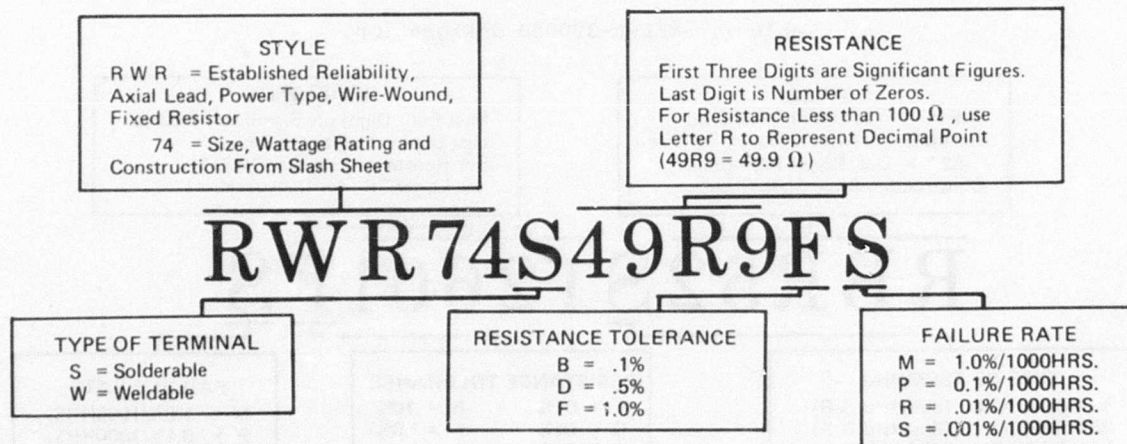 STYLE
R W R = Established Reliability,
Axial Lead, Power Type, Wire-Wound,
Fixed Resistor
74 = Size, Wattage Rating and
Construction From Slash Sheet
RESISTANCE
First Three Digits are Significant Figures.
Last Digit is Number of Zeros.
For Resistance Less than 100 Ω , use
Letter R to Represent Decimal Point
(49R9 = 49.9 Ω )
RWR74S49R9FS
TYPE OF TERMINAL
S = Solderable
W = Weldable
RESISTANCE TOLERANCE
B .1%
D = .5%
F = 1.0%
FAILURE RATE
M = 1.0%/1000HRS.
P = 0.1%/1000HRS.
R = .01%/1000HRS.
S = .001%/1000HRS.